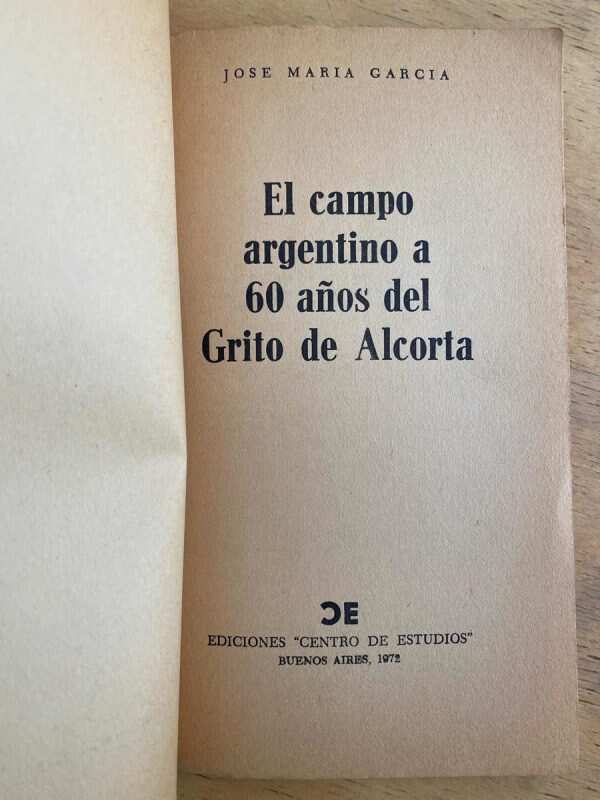 JOSE MARIA GARCIA
El campo
argentino a
60 años del
Grito de Alcorta
CE
EDICIONES "CENTRO DE ESTUDIOS"
BUENOS AIRES, 1972